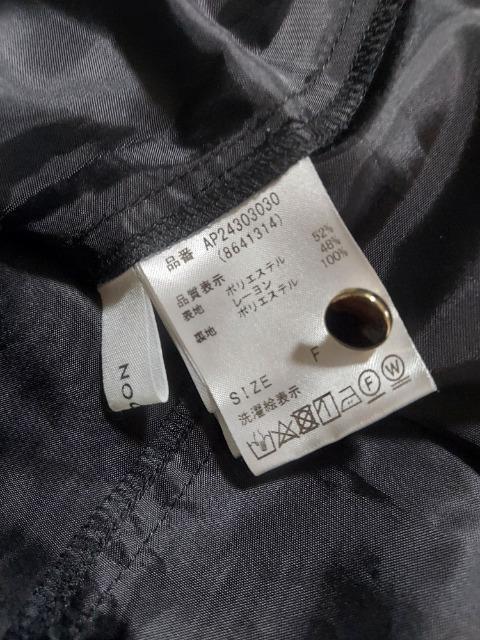 品番 AP24303030
(8641314)
品質表示
表地 ポリエステル 52%
レーヨン 48%
裏地 ポリエステル 100%
SIZE F
洗濯絵表示
F W